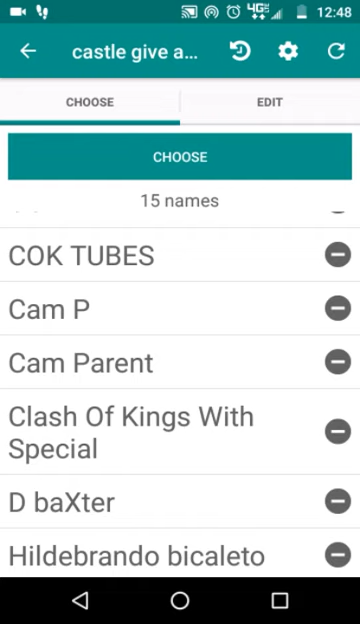 4G 12:48
castle give a...
CHOOSE EDIT
CHOOSE
15 names
COK TUBES
Cam P
Cam Parent
Clash Of Kings With
Special
D baXter
Hildebrando bicaleto